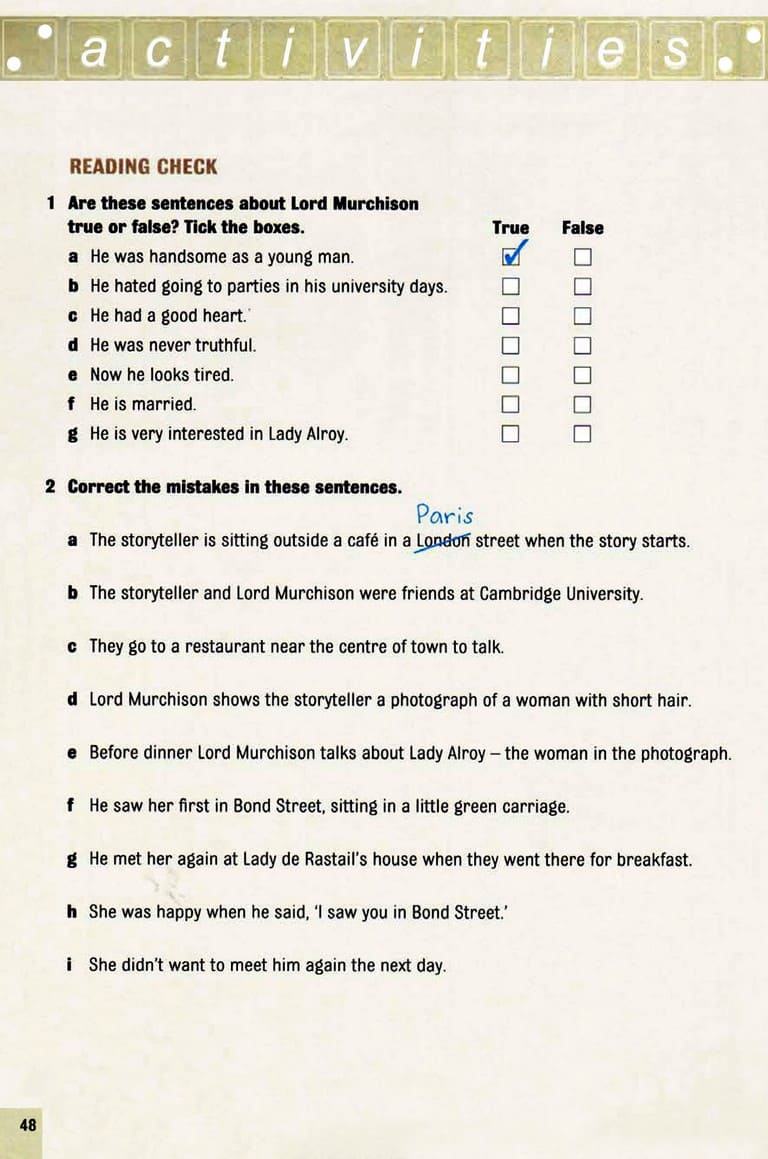 activities
READING CHECK
1 Are these sentences about Lord Murchison
true or false? Tick the boxes. True False
a He was handsome as a young man.
b He hated going to parties in his university days.
c He had a good heart.
d He was never truthful.
e Now he looks tired.
f He is married.
g He is very interested in Lady Alroy.
2 Correct the mistakes in these sentences.
Paris
a The storyteller is sitting outside a café in a London street when the story starts.
b The storyteller and Lord Murchison were friends at Cambridge University.
c They go to a restaurant near the centre of town to talk.
d Lord Murchison shows the storyteller a photograph of a woman with short hair.
e Before dinner Lord Murchison talks about Lady Alroy – the woman in the photograph.
f He saw her first in Bond Street, sitting in a little green carriage.
g He met her again at Lady de Rastail's house when they went there for breakfast.
h She was happy when he said, 'I saw you in Bond Street.'
i She didn't want to meet him again the next day.
48